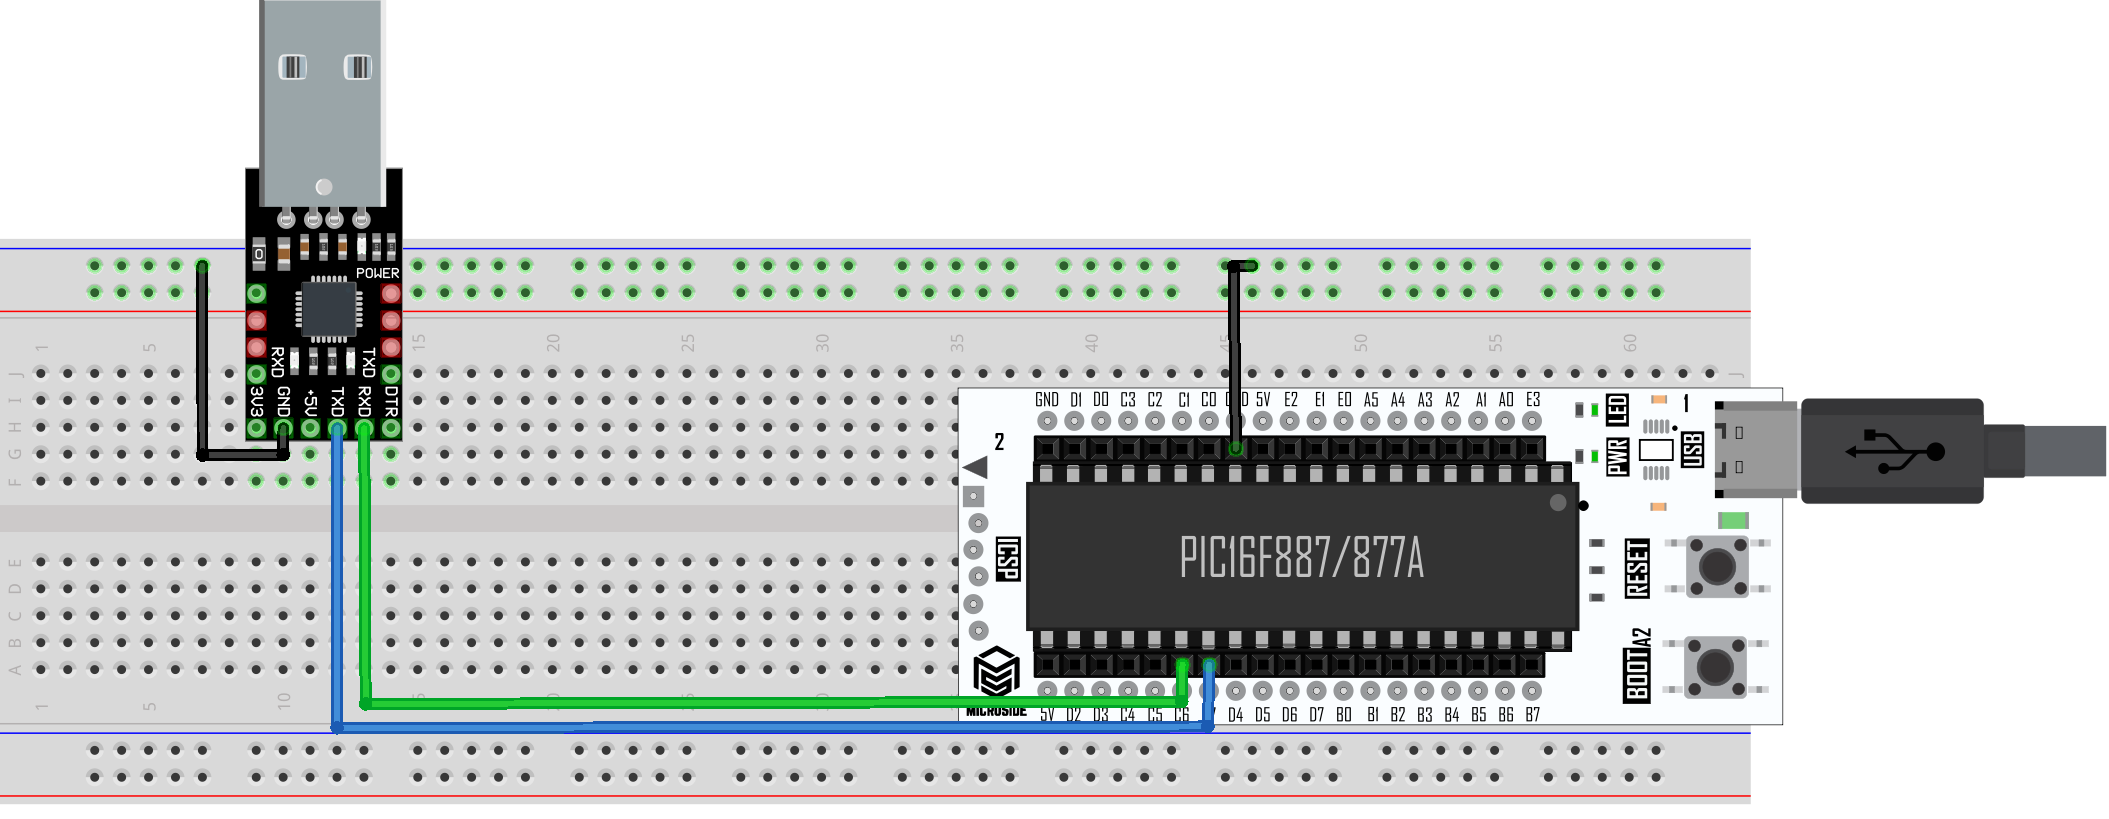 POWER
0
RXD TXD
3V3 GND +5V TXD RXD DTR
1 5 15 20 25 30 35 40 45 50 55 60
J J
I
H
G
F
GND D1 D0 C3 C2 C1 C0 5V E2 E1 E0 A5 A4 A3 A2 A1 A0 E3
LED
1
2
PWR
USB
ICSP
PIC16F887/877A
RESET
BOOT A2
E
D
C
B
A
MICROSIDE
5V D2 D3 C4 C5 C6 D4 D5 D6 D7 B0 B1 B2 B3 B4 B5 B6 B7
1 5 10